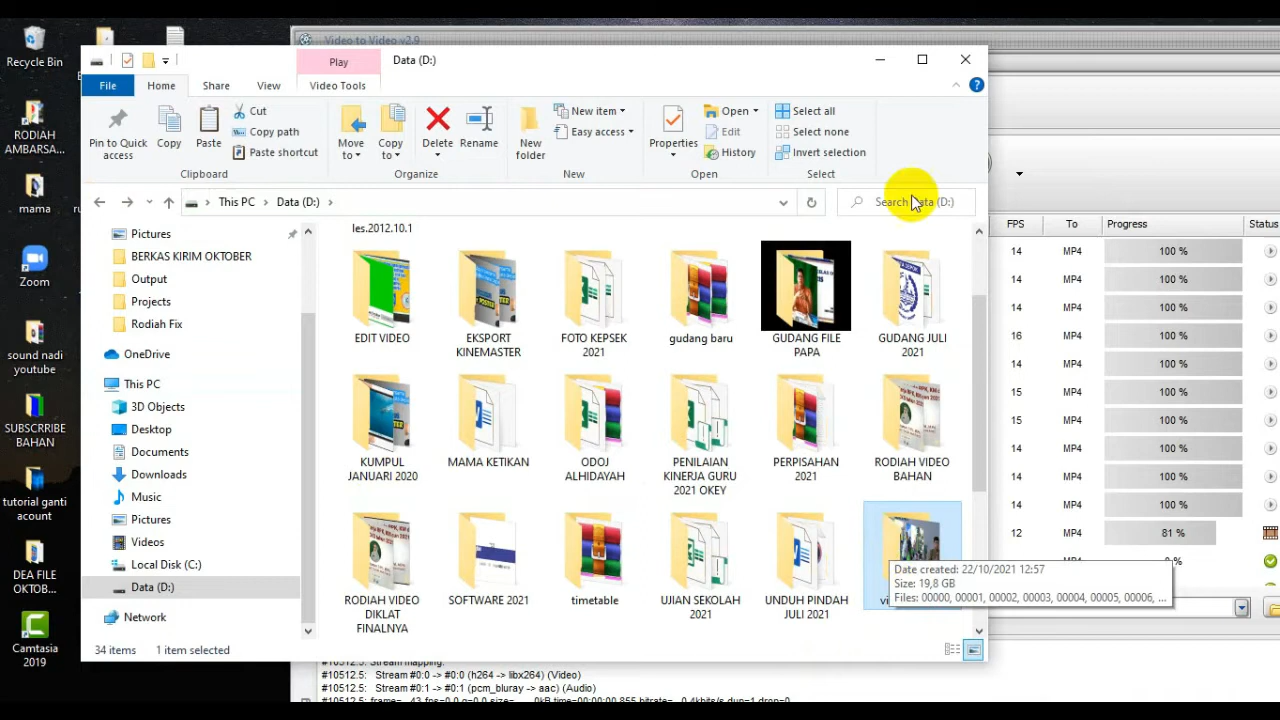 Recycle Bin
RODIAH
AMBARSA...
mama
Zoom
sound nadi
youtube
SUBSCRRIBE
BAHAN
tutorial ganti
acount
DEA FILE
OKTOB...
Camtasia
2019
Video to Video v2.9
Play
Data (D:)
File
Home
Share
View
Video Tools
Pin to Quick
access
Copy
Paste
Cut
Copy path
Paste shortcut
Clipboard
Move
to
Copy
to
Delete
Rename
Organize
New
folder
New item
Easy access
New
Properties
Open
Edit
History
Open
Select all
Select none
Invert selection
Select
This PC
Data (D:)
Search Data (D:)
Pictures
BERKAS KIRIM OKTOBER
Output
Projects
Rodiah Fix
OneDrive
This PC
3D Objects
Desktop
Documents
Downloads
Music
Pictures
Videos
Local Disk (C:)
Data (D:)
Network
les.2012.10.1
EDIT VIDEO
EKSPORT
KINEMASTER
FOTO KEPSEK
2021
gudang baru
GUDANG FILE
PAPA
GUDANG JULI
2021
KUMPUL
JANUARI 2020
MAMA KETIKAN
ODOJ
ALHIDAYAH
PENILAIAN
KINERJA GURU
2021 OKEY
PERPISAHAN
2021
RODIAH VIDEO
BAHAN
RODIAH VIDEO
DIKLAT
FINALNYA
SOFTWARE 2021
timetable
UJIAN SEKOLAH
2021
UNDUH PINDAH
JULI 2021
Date created: 22/10/2021 12:57
Size: 19,8 GB
Files: 00000, 00001, 00002, 00003, 00004, 00005, 00006, ...
34 items
1 item selected
FPS To Progress Status
14 MP4 100 %
14 MP4 100 %
14 MP4 100 %
16 MP4 100 %
14 MP4 100 %
15 MP4 100 %
15 MP4 100 %
14 MP4 100 %
14 MP4 100 %
14 MP4 100 %
12 MP4 81 %
#10512.5: Stream mapping:
#10512.5: Stream #0:0 -> #0:0 (h264 -> libx264) (Video)
#10512.5: Stream #0:1 -> #0:1 (pcm_bluray -> aac) (Audio)